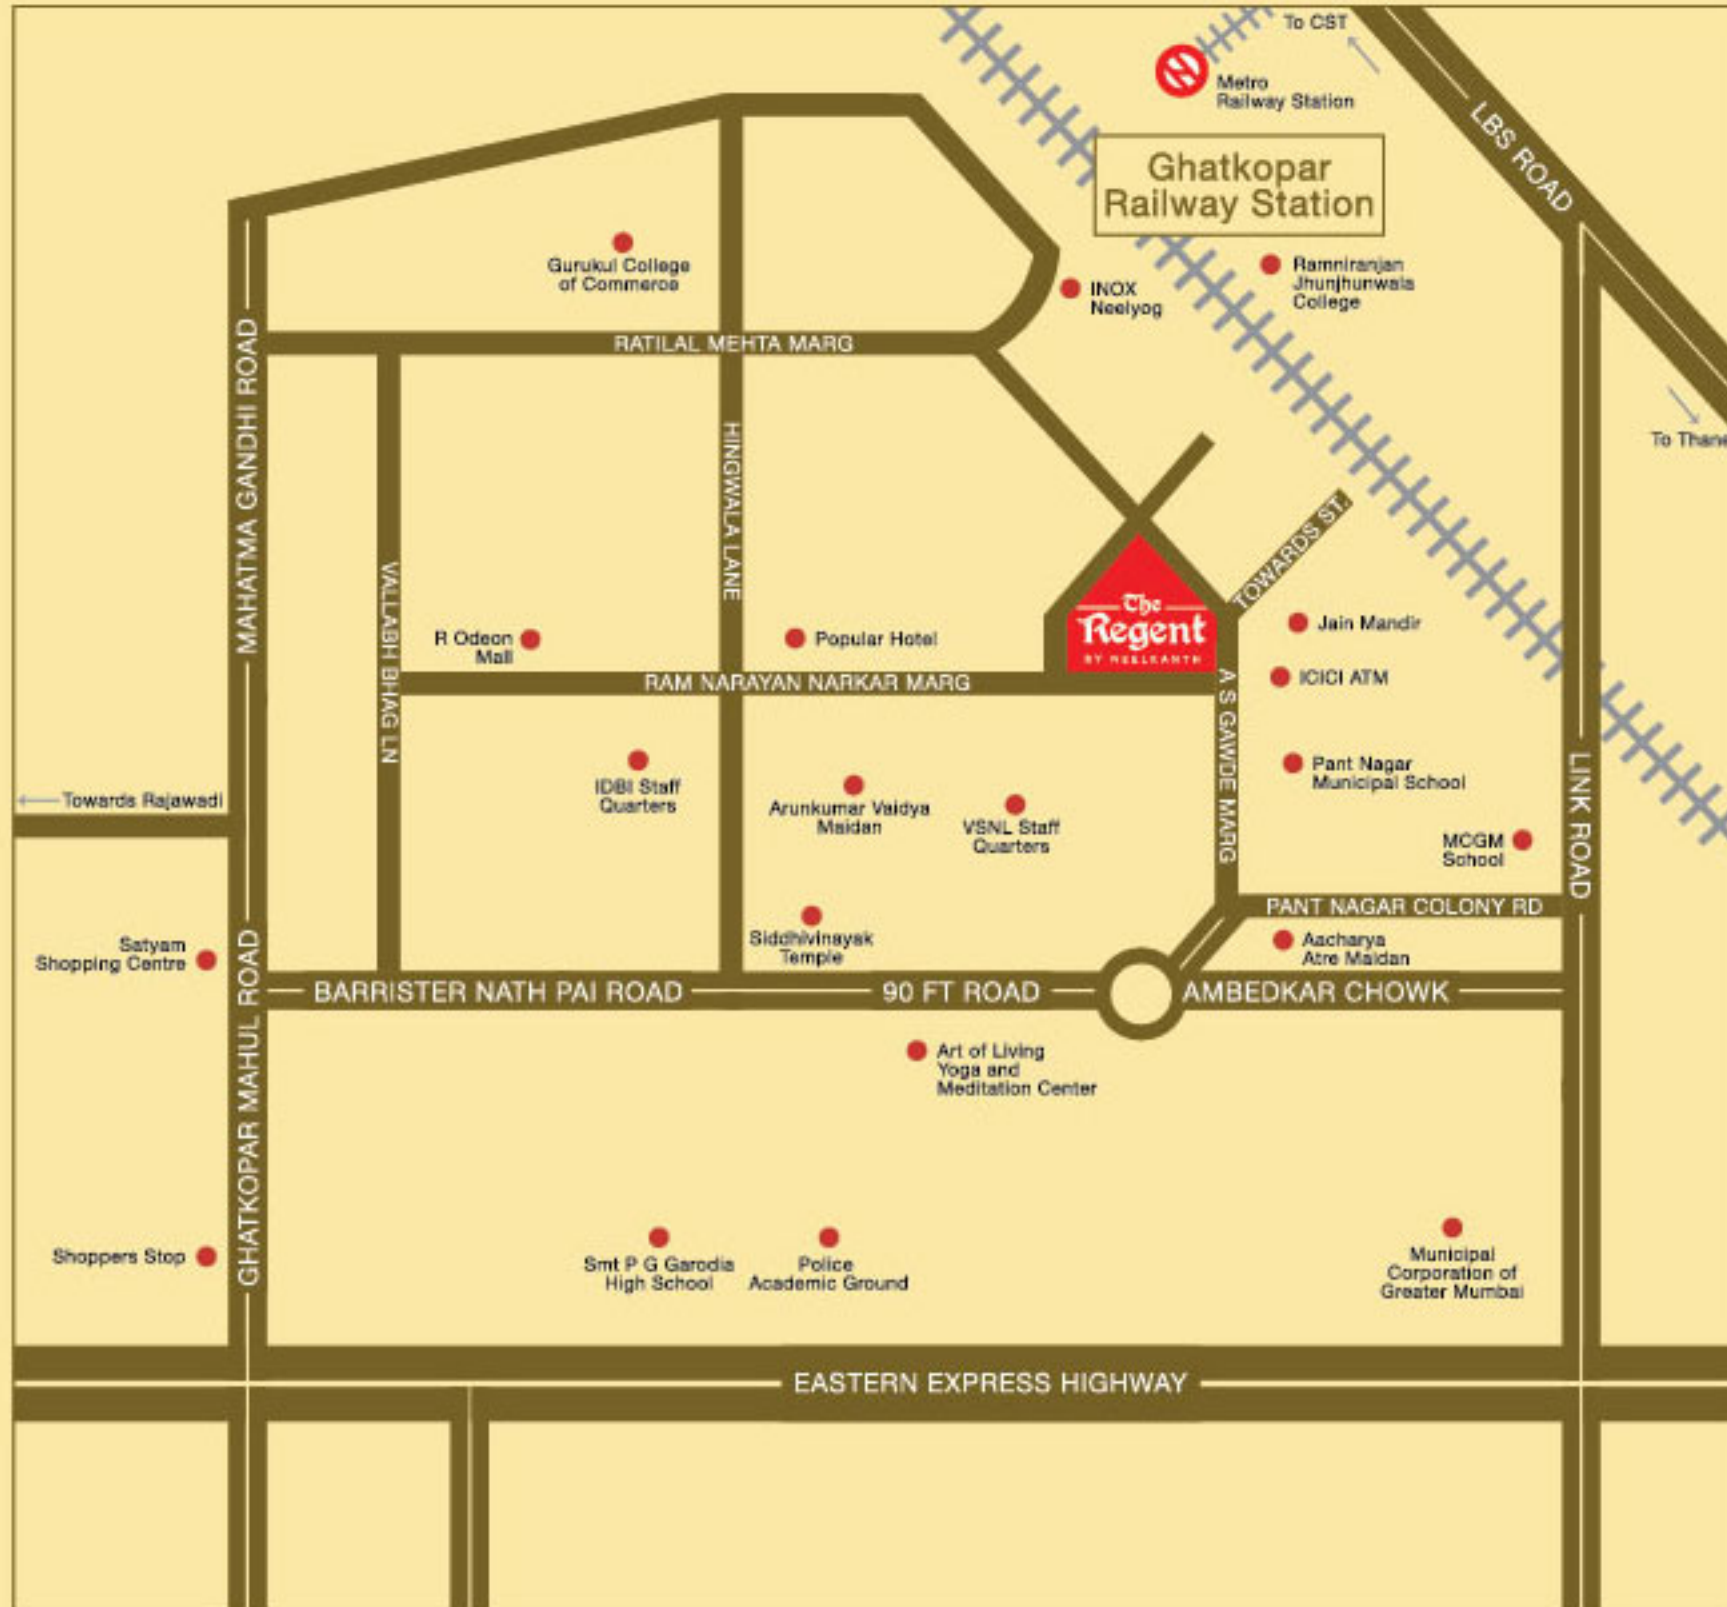 To CST
Metro
Railway Station
LBS ROAD
Ghatkopar
Railway Station
Gurukul College
of Commerce
INOX
Neelyog
Ramniranjan
Jhunjhunwala
College
RATILAL MEHTA MARG
MAHATMA GANDHI ROAD
HINGWALA LANE
To Thane
TOWARDS ST.
VALLABH BHAG LN
R Odeon
Mall
Popular Hotel
The
Regent
BY NEELKANTH
Jain Mandir
ICICI ATM
RAM NARAYAN NARKAR MARG
A S GAWDE MARG
IDBI Staff
Quarters
Arunkumar Vaidya
Maidan
VSNL Staff
Quarters
Pant Nagar
Municipal School
MCGM
School
LINK ROAD
Towards Rajawadi
PANT NAGAR COLONY RD
Satyam
Shopping Centre
Siddhivinayak
Temple
Aacharya
Atre Maidan
BARRISTER NATH PAI ROAD
90 FT ROAD
AMBEDKAR CHOWK
GHATKOPAR MAHUL ROAD
Art of Living
Yoga and
Meditation Center
Shoppers Stop
Smt P G Garodia
High School
Police
Academic Ground
Municipal
Corporation of
Greater Mumbai
EASTERN EXPRESS HIGHWAY